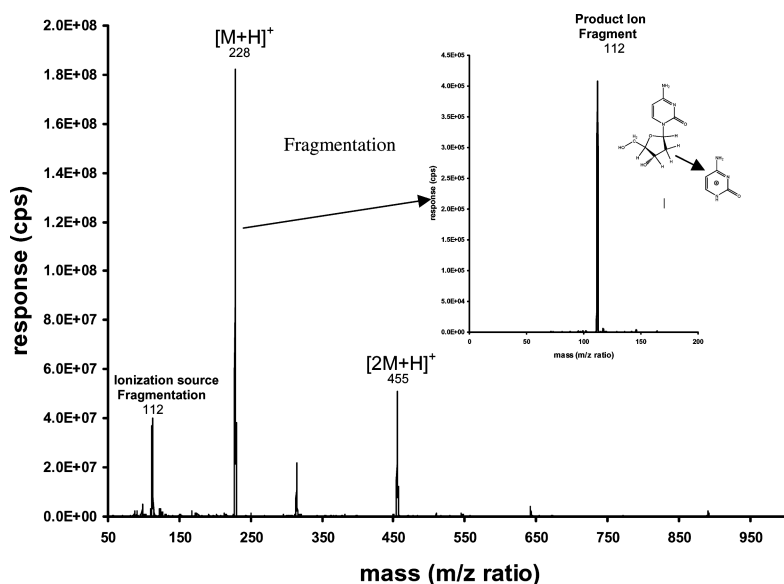 2.0E+08
1.8E+08
1.6E+08
1.4E+08
1.2E+08
1.0E+08
8.0E+07
6.0E+07
4.0E+07
2.0E+07
0.0E+00
response (cps)
50
150
250
350
450
550
650
750
850
950
mass (m/z ratio)
[M+H]+
228
Fragmentation
Ionization source
Fragmentation
112
[2M+H]+
455
Product Ion
Fragment
112
4.5E+05
4.0E+05
3.5E+05
3.0E+05
2.5E+05
2.0E+05
1.5E+05
1.0E+05
5.0E+04
0.0E+00
response (cps)
0
50
100
150
200
mass (m/z ratio)
NH2
N
N
O
O
H
H2
C
HO
H
H
H
HO
H
NH2
N
O
N
H